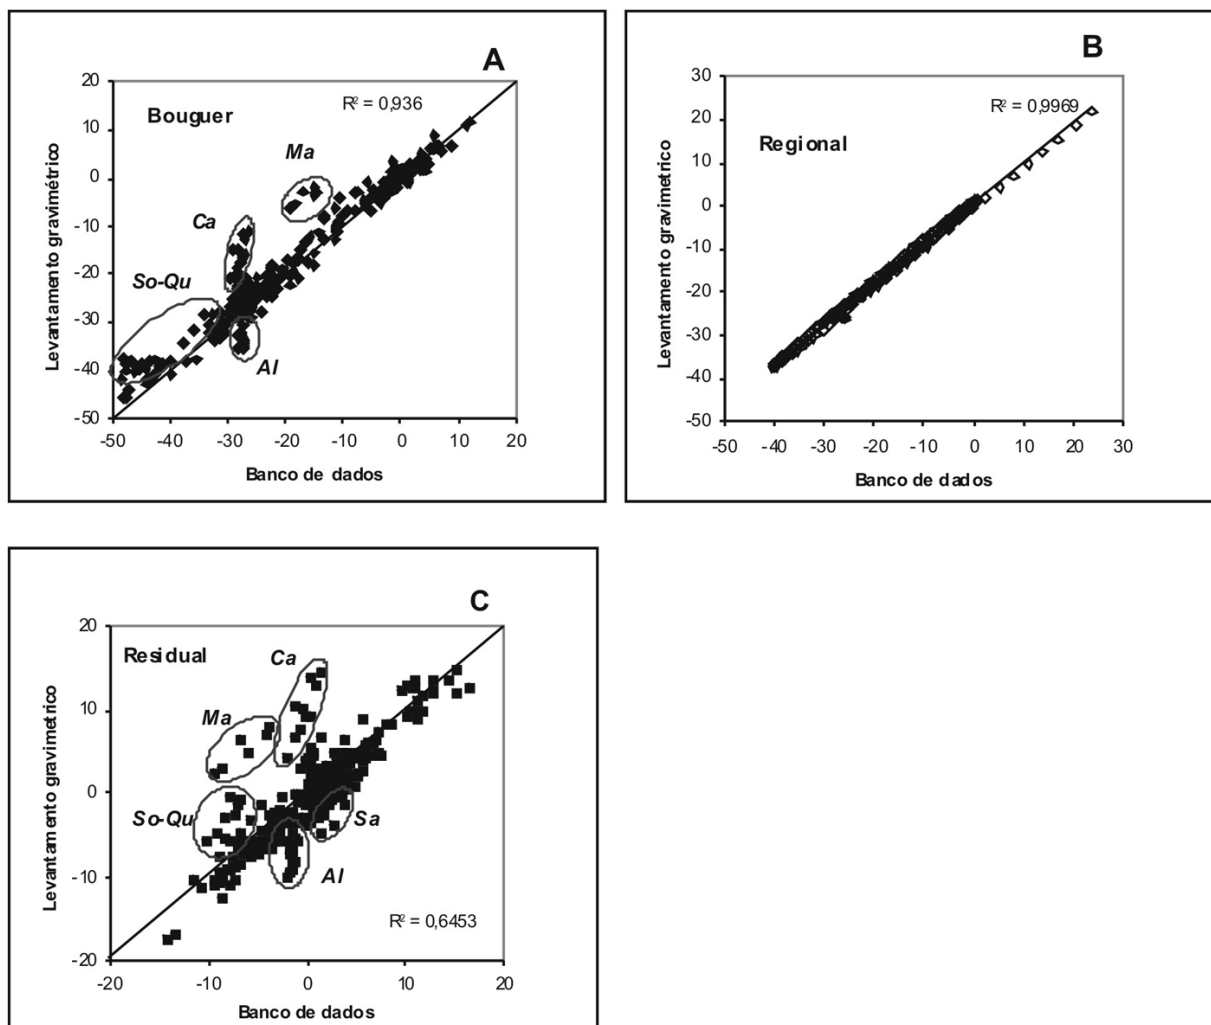 A
20
R² = 0,936
Bouguer
10
Ma
0
-10
Ca
-20
So-Qu
-30
-40
Al
-50
-50 -40 -30 -20 -10 0 10 20
Levantamento gravimétrico
Banco de dados
B
30
R² = 0,9969
20
Regional
10
0
-10
-20
-30
-40
-50
-50 -40 -30 -20 -10 0 10 20 30
Levantamento gravimetrico
Banco de dados
C
20
Residual
Ca
10
Ma
0
So-Qu
Sa
-10
Al
R² = 0,6453
-20
-20 -10 0 10 20
Levantamento gravimetrico
Banco de dados